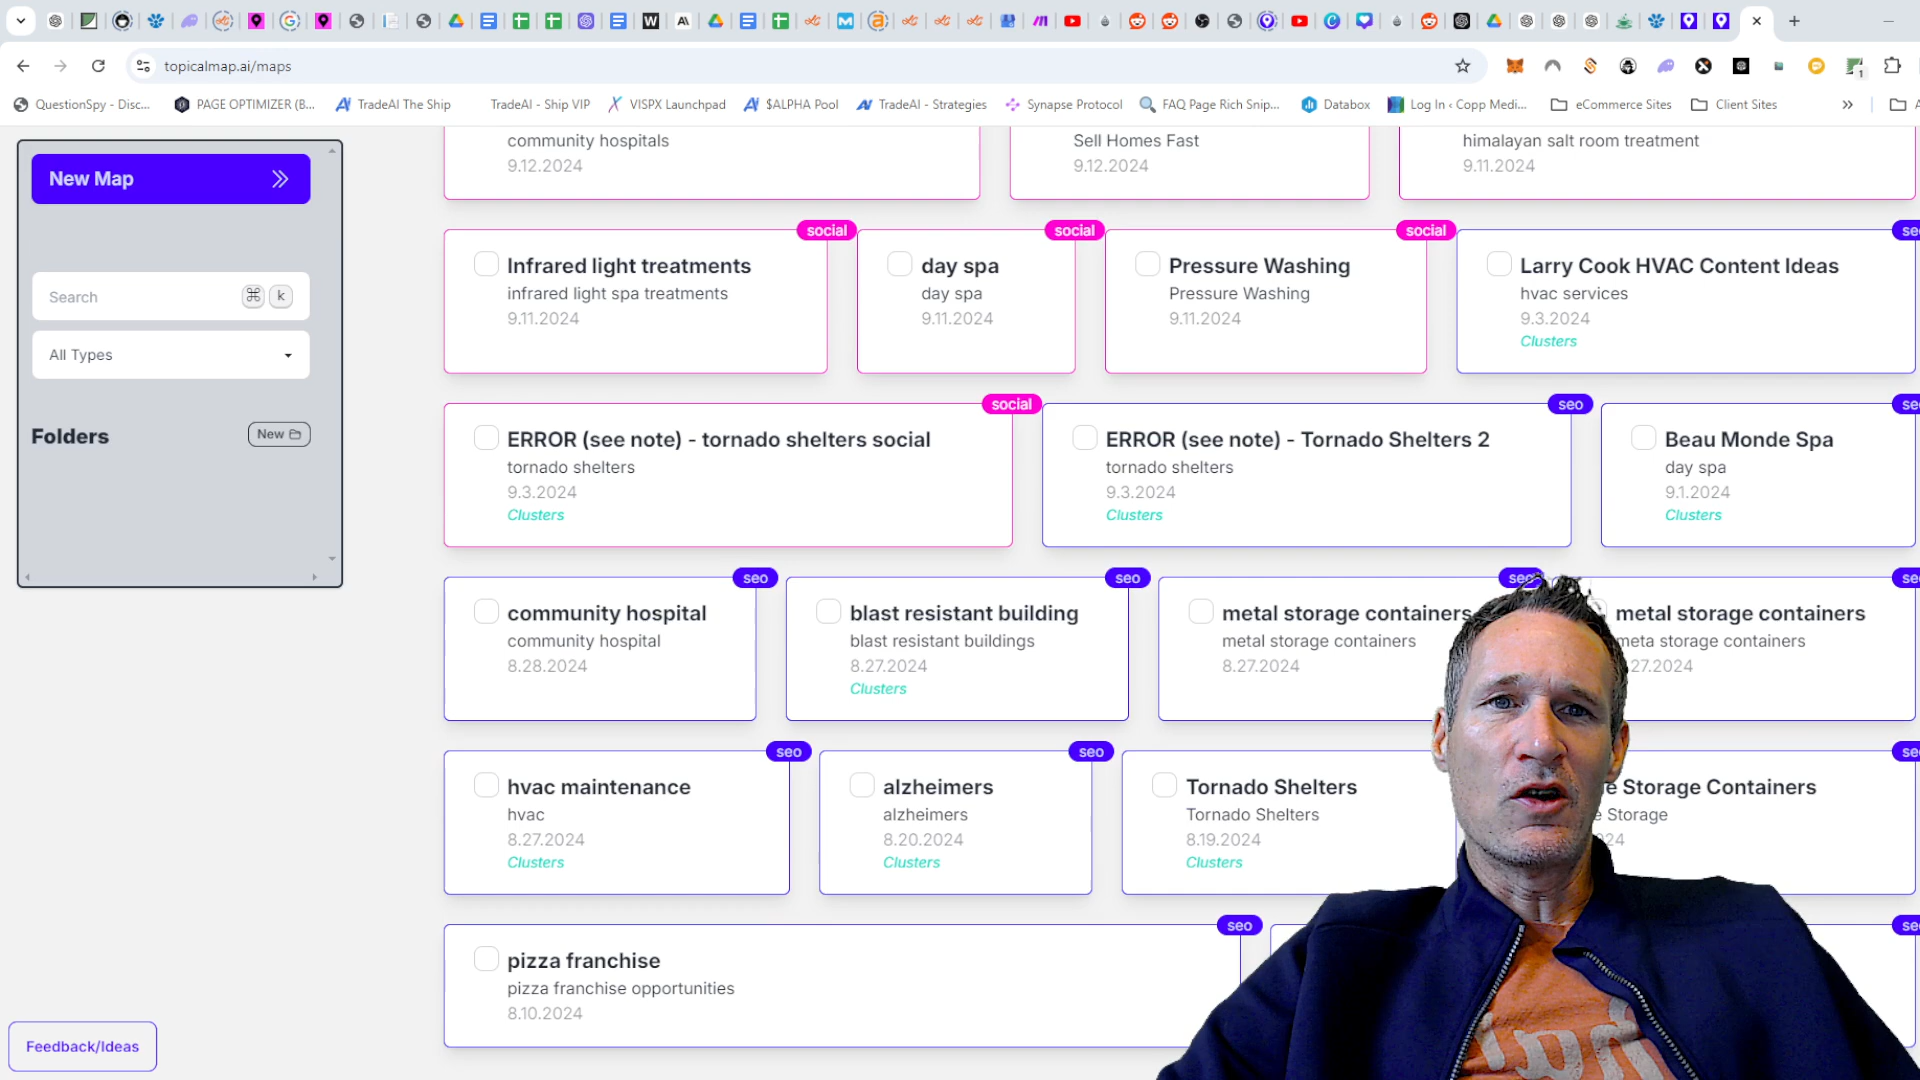 topicalmap.ai/maps
QuestionSpy - Disc...
PAGE OPTIMIZER (B...
TradeAI The Ship
TradeAI - Ship VIP
VISPX Launchpad
$ALPHA Pool
TradeAI - Strategies
Synapse Protocol
FAQ Page Rich Snip...
Databox
Log In ‹ Copp Medi...
eCommerce Sites
Client Sites
New Map
Search
⌘ k
All Types
Folders
New
community hospitals
9.12.2024
Sell Homes Fast
9.12.2024
himalayan salt room treatment
9.11.2024
social
Infrared light treatments
infrared light spa treatments
9.11.2024
social
day spa
day spa
9.11.2024
social
Pressure Washing
Pressure Washing
9.11.2024
se
Larry Cook HVAC Content Ideas
hvac services
9.3.2024
Clusters
social
ERROR (see note) - tornado shelters social
tornado shelters
9.3.2024
Clusters
seo
ERROR (see note) - Tornado Shelters 2
tornado shelters
9.3.2024
Clusters
se
Beau Monde Spa
day spa
9.1.2024
Clusters
seo
community hospital
community hospital
8.28.2024
seo
blast resistant building
blast resistant buildings
8.27.2024
Clusters
seo
metal storage containers
metal storage containers
8.27.2024
se
metal storage containers
meta storage containers
27.2024
seo
hvac maintenance
hvac
8.27.2024
Clusters
seo
alzheimers
alzheimers
8.20.2024
Clusters
Tornado Shelters
Tornado Shelters
8.19.2024
Clusters
se
e Storage Containers
e Storage
24
seo
pizza franchise
pizza franchise opportunities
8.10.2024
se
Feedback/Ideas